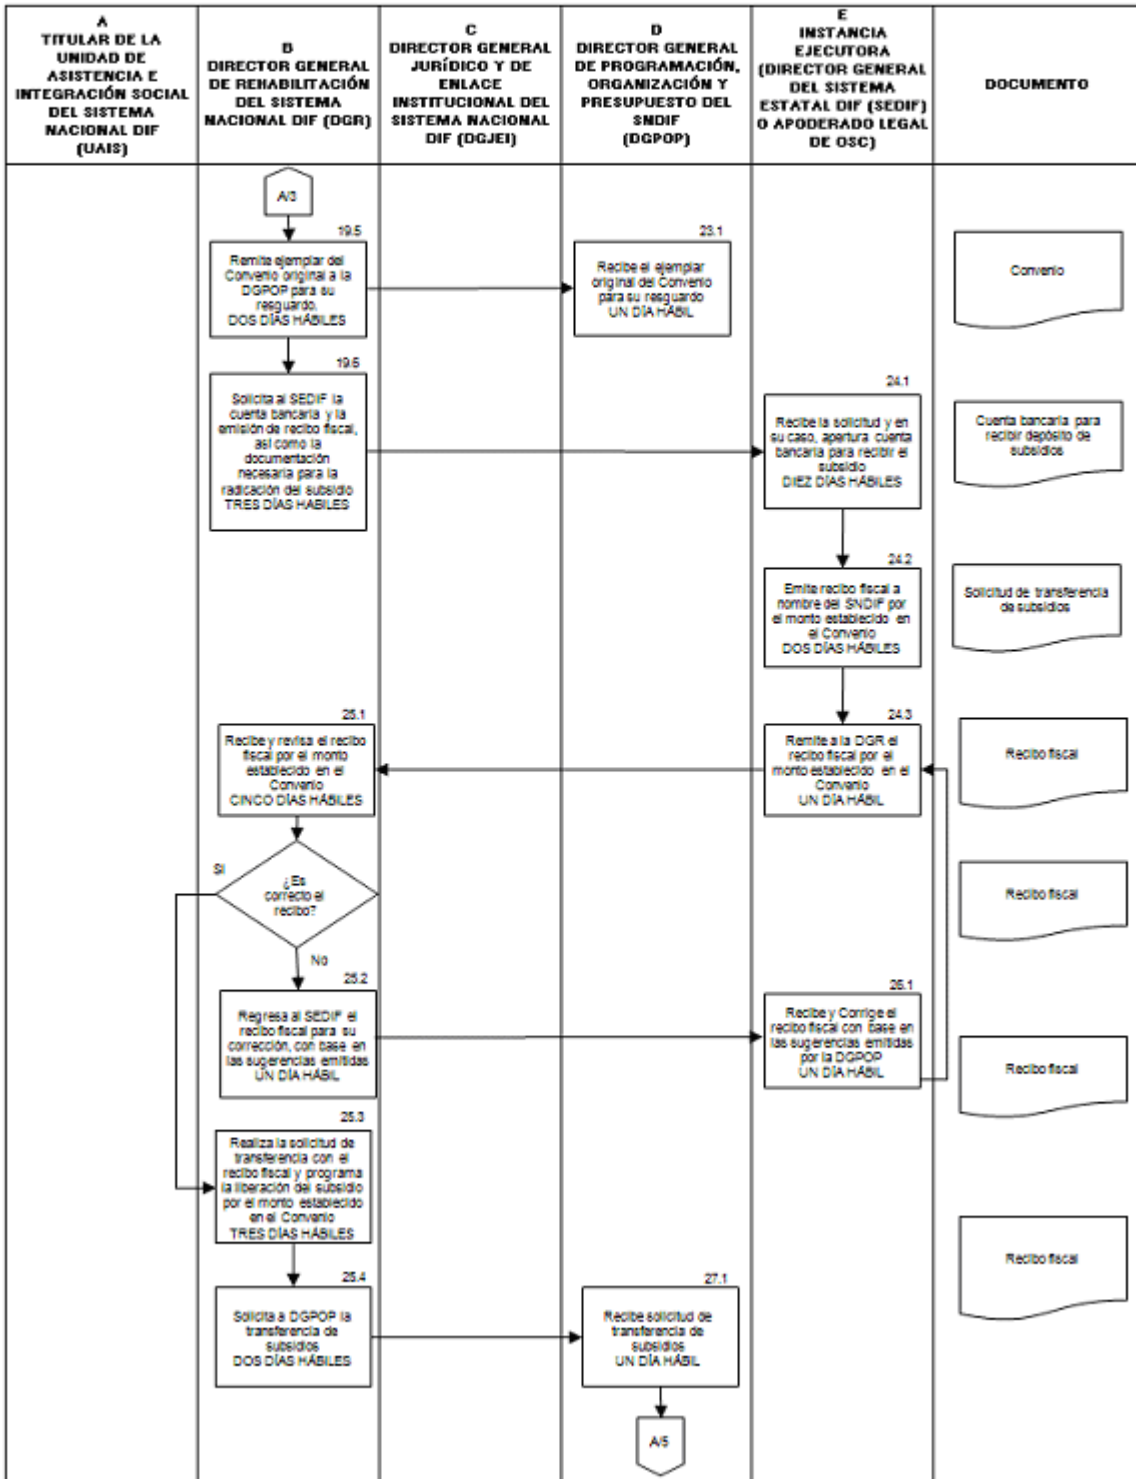 A
TITULAR DE LA
UNIDAD DE
ASISTENCIA E
INTEGRACIÓN SOCIAL
DEL SISTEMA
NACIONAL DIF
(UAIS)
B
DIRECTOR GENERAL
DE REHABILITACIÓN
DEL SISTEMA
NACIONAL DIF (DGR)
C
DIRECTOR GENERAL
JURÍDICO Y DE
ENLACE
INSTITUCIONAL DEL
SISTEMA NACIONAL
DIF (DGJEI)
D
DIRECTOR GENERAL
DE PROGRAMACIÓN,
ORGANIZACIÓN Y
PRESUPUESTO DEL
SNDIF
(DGPOP)
E
INSTANCIA
EJECUTORA
(DIRECTOR GENERAL
DEL SISTEMA
ESTATAL DIF (SEDIF)
O APODERADO LEGAL
DE OSC)
DOCUMENTO
A/3
19.5
Remite ejemplar del
Convenio original a la
DGPOP para su
resguardo.
DOS DÍAS HÁBILES
23.1
Recibe el ejemplar
original del Convenio
para su resguardo
UN DÍA HÁBIL
Convenio
19.5
Solicita al SEDIF la
cuenta bancaria y la
emisión de recibo fiscal,
así como la
documentación
necesaria para la
radicación del subsidio
TRES DÍAS HÁBILES
24.1
Recibe la solicitud y en
su caso, apertura cuenta
bancaria para recibir el
subsidio
DIEZ DÍAS HÁBILES
Cuenta bancaria para
recibir depósito de
subsidios
24.2
Emite recibo fiscal a
nombre del SNDIF por
el monto establecido en
el Convenio
DOS DÍAS HÁBILES
Solicitud de transferencia
de subsidios
25.1
Recibe y revisa el recibo
fiscal por el monto
establecido en el
Convenio
CINCO DÍAS HÁBILES
24.3
Remite a la DGR el
recibo fiscal por el
monto establecido en el
Convenio
UN DÍA HÁBIL
Recibo fiscal
SI
¿Es
correcto el
recibo?
Recibo fiscal
No
25.2
Regresa al SEDIF el
recibo fiscal para su
corrección, con base en
las sugerencias emitidas
UN DÍA HÁBIL
26.1
Recibe y Corrige el
recibo fiscal con base en
las sugerencias emitidas
por la DGPOP
UN DÍA HÁBIL
Recibo fiscal
25.3
Realiza la solicitud de
transferencia con el
recibo fiscal y programa
la liberación del subsidio
por el monto establecido
en el Convenio
TRES DÍAS HÁBILES
Recibo fiscal
25.4
Solicita a DGPOP la
transferencia de
subsidios
DOS DÍAS HÁBILES
27.1
Recibe solicitud de
transferencia de
subsidios
UN DÍA HÁBIL
A/5